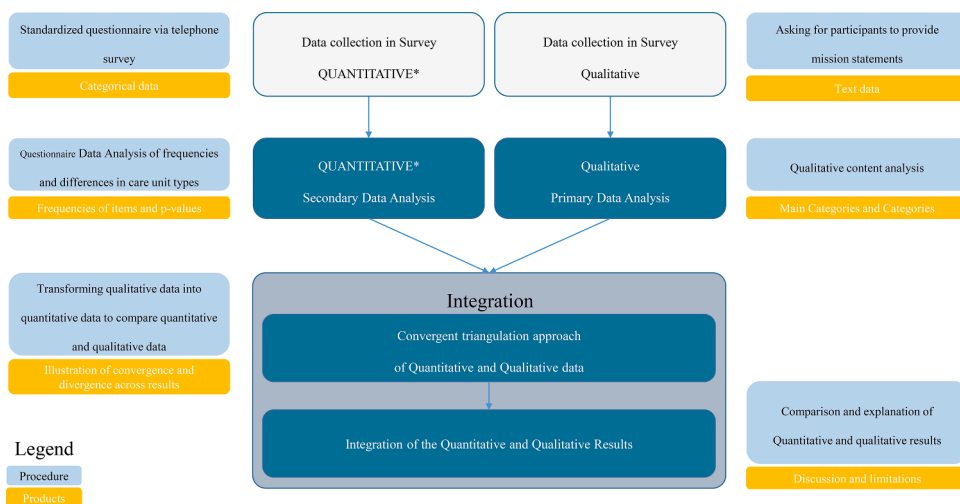 Standardized questionnaire via telephone
survey
Categorical data
Data collection in Survey
QUANTITATIVE*
Data collection in Survey
Qualitative
Asking for participants to provide
mission statements
Text data
Questionnaire Data Analysis of frequencies
and differences in care unit types
Frequencies of items and p-values
QUANTITATIVE*
Secondary Data Analysis
Qualitative
Primary Data Analysis
Qualitative content analysis
Main Categories and Categories
Transforming qualitative data into
quantitative data to compare quantitative
and qualitative data
Illustration of convergence and
divergence across results
Integration
Convergent triangulation approach
of Quantitative and Qualitative data
Integration of the Quantitative and Qualitative Results
Comparison and explanation of
Quantitative and qualitative results
Discussion and limitations
Legend
Procedure
Products